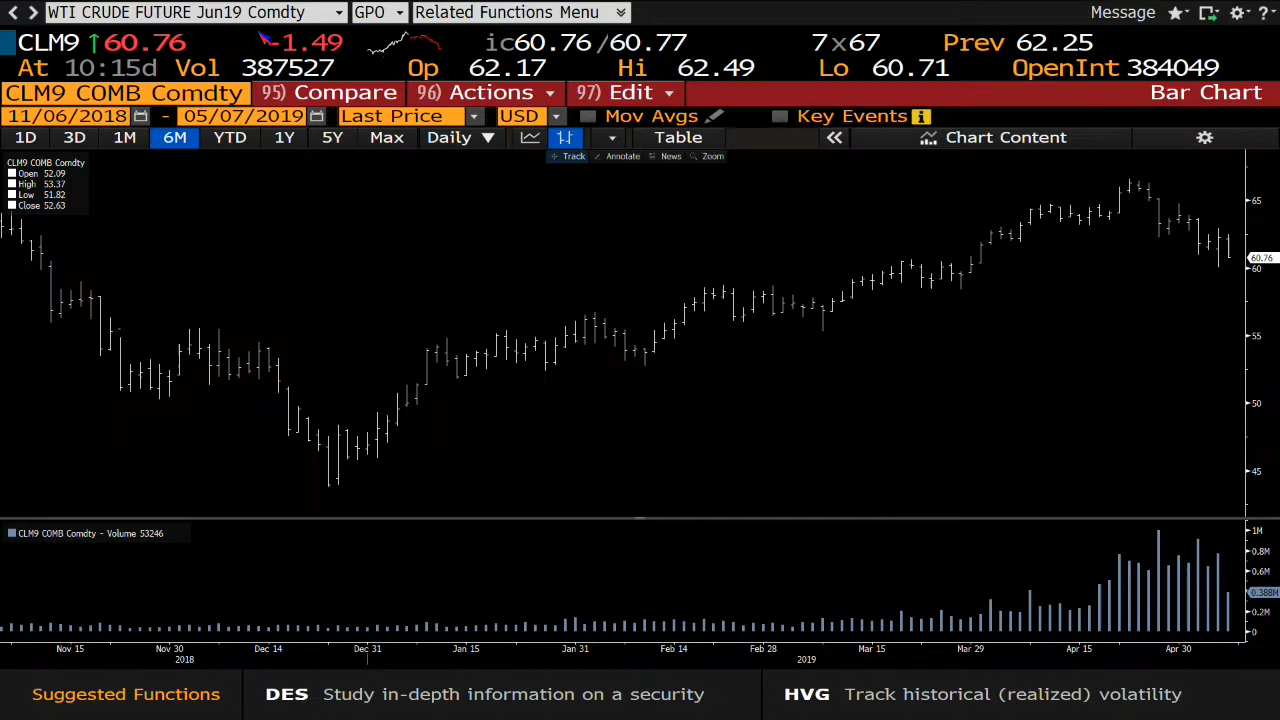 WTI CRUDE FUTURE Jun19 Comdty GPO Related Functions Menu Message ?
CLM9 ↑60.76 -1.49 ic60.76/60.77 7x67 Prev 62.25
At 10:15d Vol 387527 Op 62.17 Hi 62.49 Lo 60.71 OpenInt 384049
CLM9 COMB Comdty 95) Compare 96) Actions 97) Edit Bar Chart
11/06/2018 - 05/07/2019 Last Price USD Mov Avgs Key Events i
1D 3D 1M 6M YTD 1Y 5Y Max Daily ▼ Table « Chart Content
Track Annotate News Zoom
CLM9 COMB Comdty
Open 52.09
High 53.37
Low 51.82
Close 52.63
65
60.76
60
55
50
45
CLM9 COMB Comdty - Volume 53246
1M
0.8M
0.6M
0.388M
0.2M
0
Nov 15 Nov 30 Dec 14 Dec 31 Jan 15 Jan 31 Feb 14 Feb 28 Mar 15 Mar 29 Apr 15 Apr 30
2018 2019
Suggested Functions DES Study in-depth information on a security HVG Track historical (realized) volatility